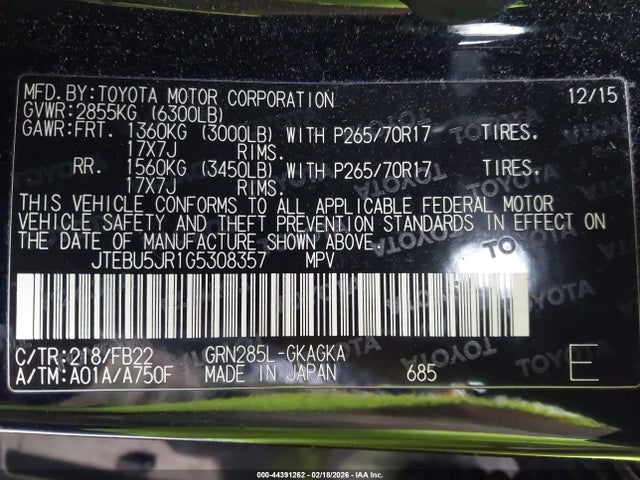 MFD.BY:TOYOTA MOTOR CORPORATION 12/15
GVWR:2855KG (6300LB)
GAWR:FRT. 1360KG (3000LB) WITH P265/70R17 TIRES.
17X7J RIMS.
RR. 1560KG (3450LB) WITH P265/70R17 TIRES.
17X7J RIMS.
THIS VEHICLE CONFORMS TO ALL APPLICABLE FEDERAL MOTOR
VEHICLE SAFETY AND THEFT PREVENTION STANDARDS IN EFFECT ON
THE DATE OF MANUFACTURE SHOWN ABOVE.
JTEBU5JR1G5308357 MPV
C/TR:218/FB22 GRN285L-GKAGKA
A/TM:A01A/A750F MADE IN JAPAN 685 E
TOYOTA
000-44391262 - 02/18/2026 - IAA Inc.